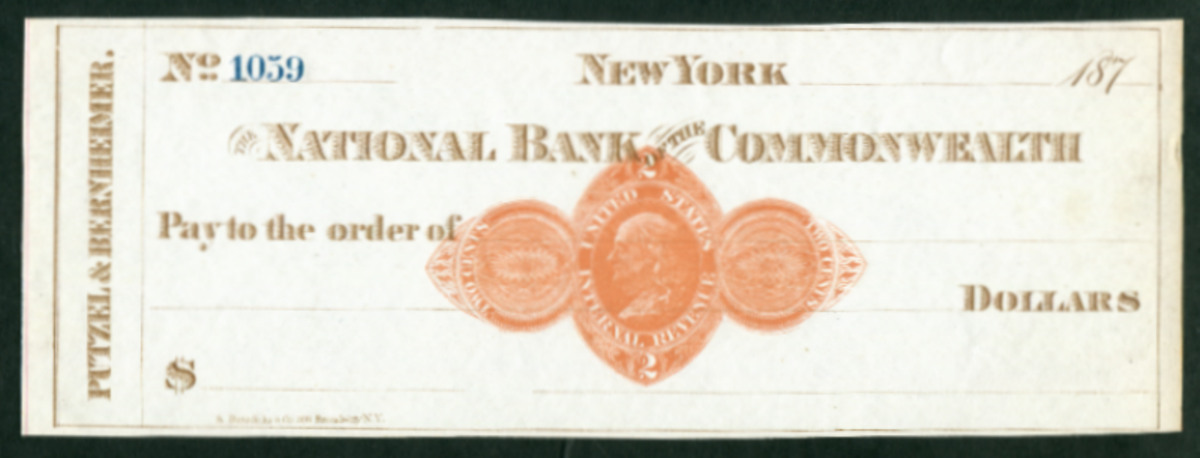 PUTZEL & BERNHEIMER.
No 1059
NEW YORK 187
THE NATIONAL BANK OF THE COMMONWEALTH
Pay to the order of
DOLLARS
$
2
UNITED STATES
INTERNAL REVENUE
TWO CENTS
TWO CENTS
2
N.Y.